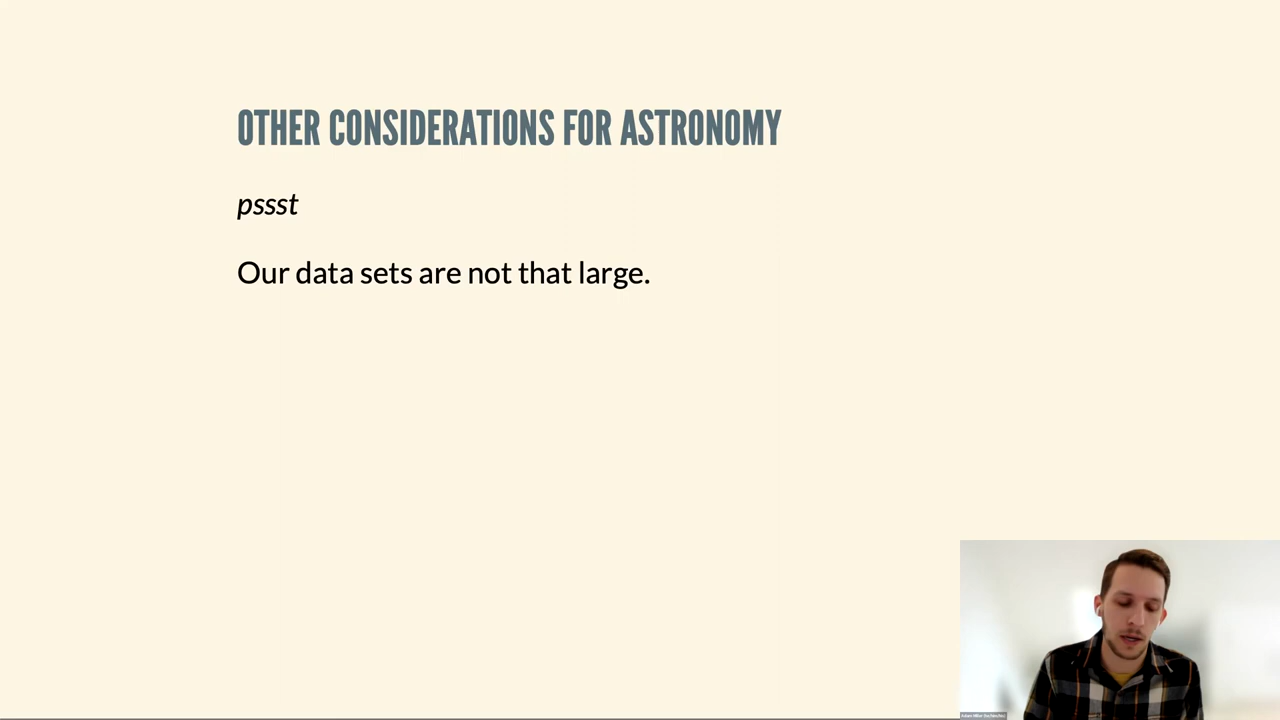 OTHER CONSIDERATIONS FOR ASTRONOMY
pssst
Our data sets are not that large.